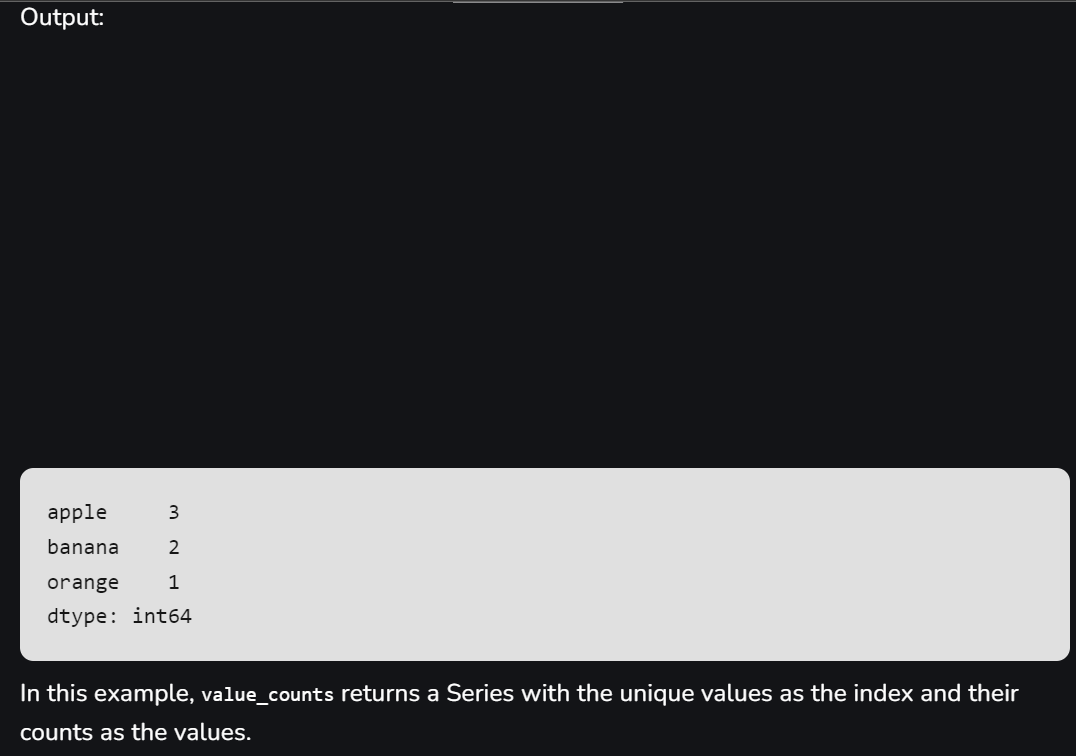 Output:
apple     3
banana    2
orange    1
dtype: int64
In this example, value_counts returns a Series with the unique values as the index and their
counts as the values.